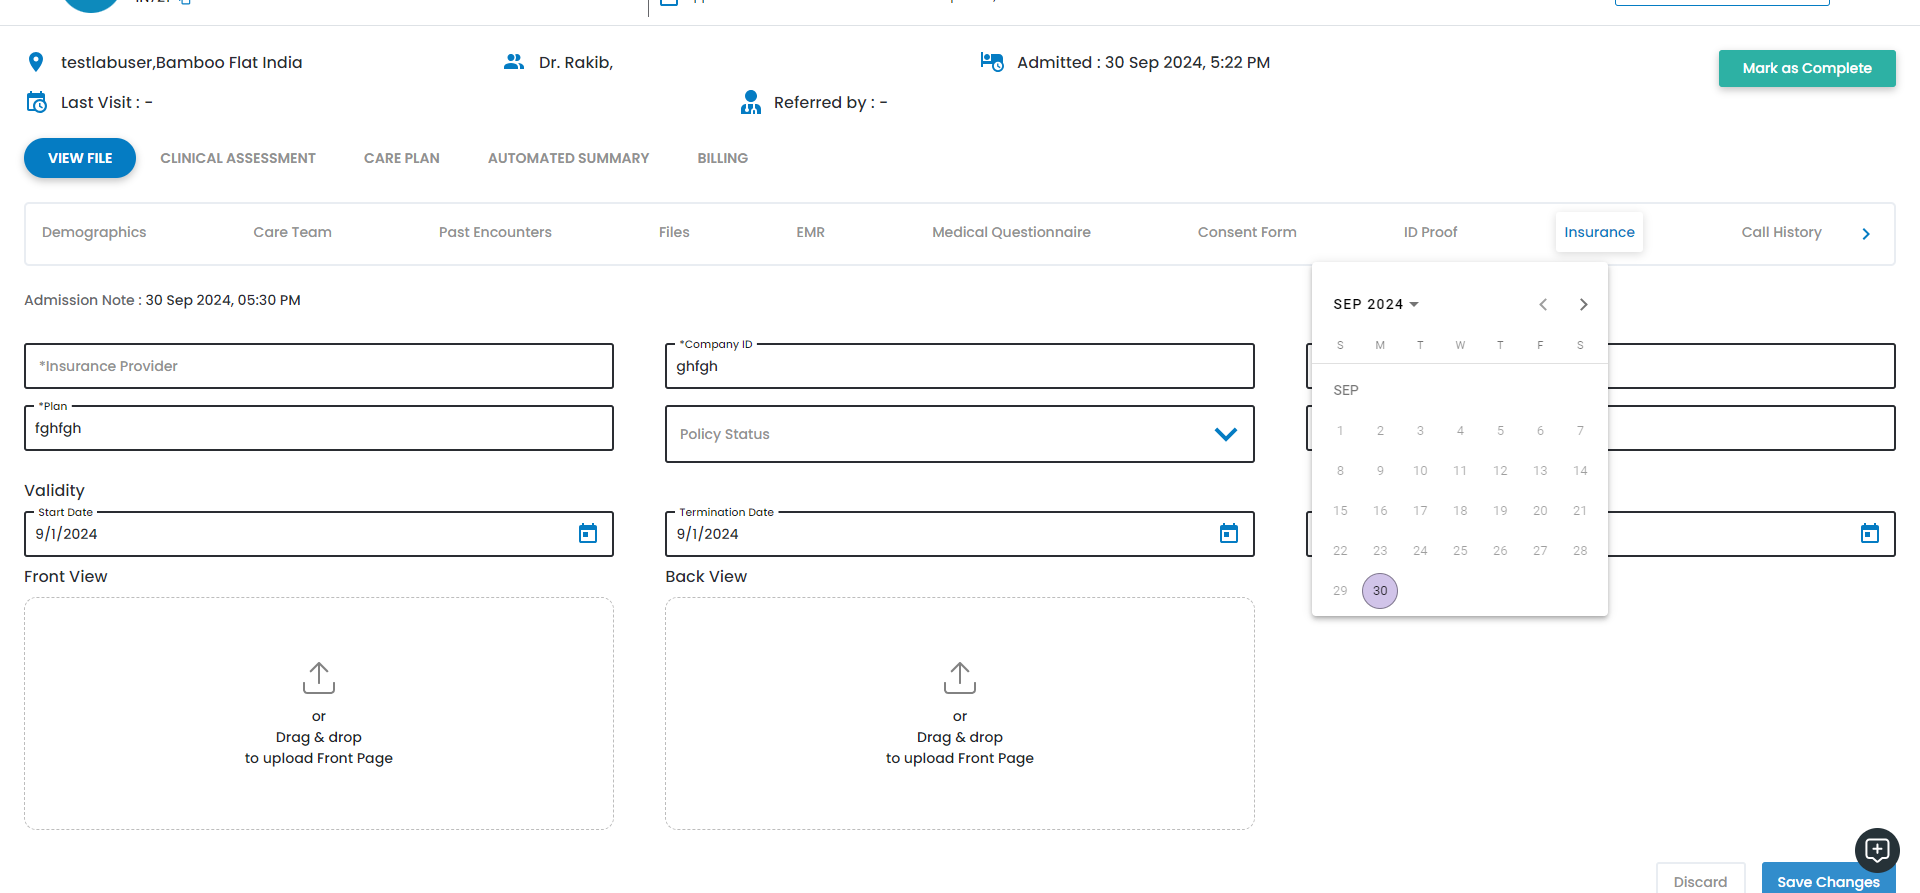 testlabuser,Bamboo Flat India
Dr. Rakib,
Admitted : 30 Sep 2024, 5:22 PM
Mark as Complete
Last Visit : -
Referred by : -
VIEW FILE
CLINICAL ASSESSMENT
CARE PLAN
AUTOMATED SUMMARY
BILLING
Demographics
Care Team
Past Encounters
Files
EMR
Medical Questionnaire
Consent Form
ID Proof
Insurance
Call History
Admission Note : 30 Sep 2024, 05:30 PM
*Insurance Provider
*Company ID
ghfgh
*Plan
fghfgh
Policy Status
Validity
Start Date
9/1/2024
Termination Date
9/1/2024
SEP 2024
S M T W T F S
SEP
1 2 3 4 5 6 7
8 9 10 11 12 13 14
15 16 17 18 19 20 21
22 23 24 25 26 27 28
29 30
Front View
Back View
or
Drag & drop
to upload Front Page
or
Drag & drop
to upload Front Page
Discard
Save Changes